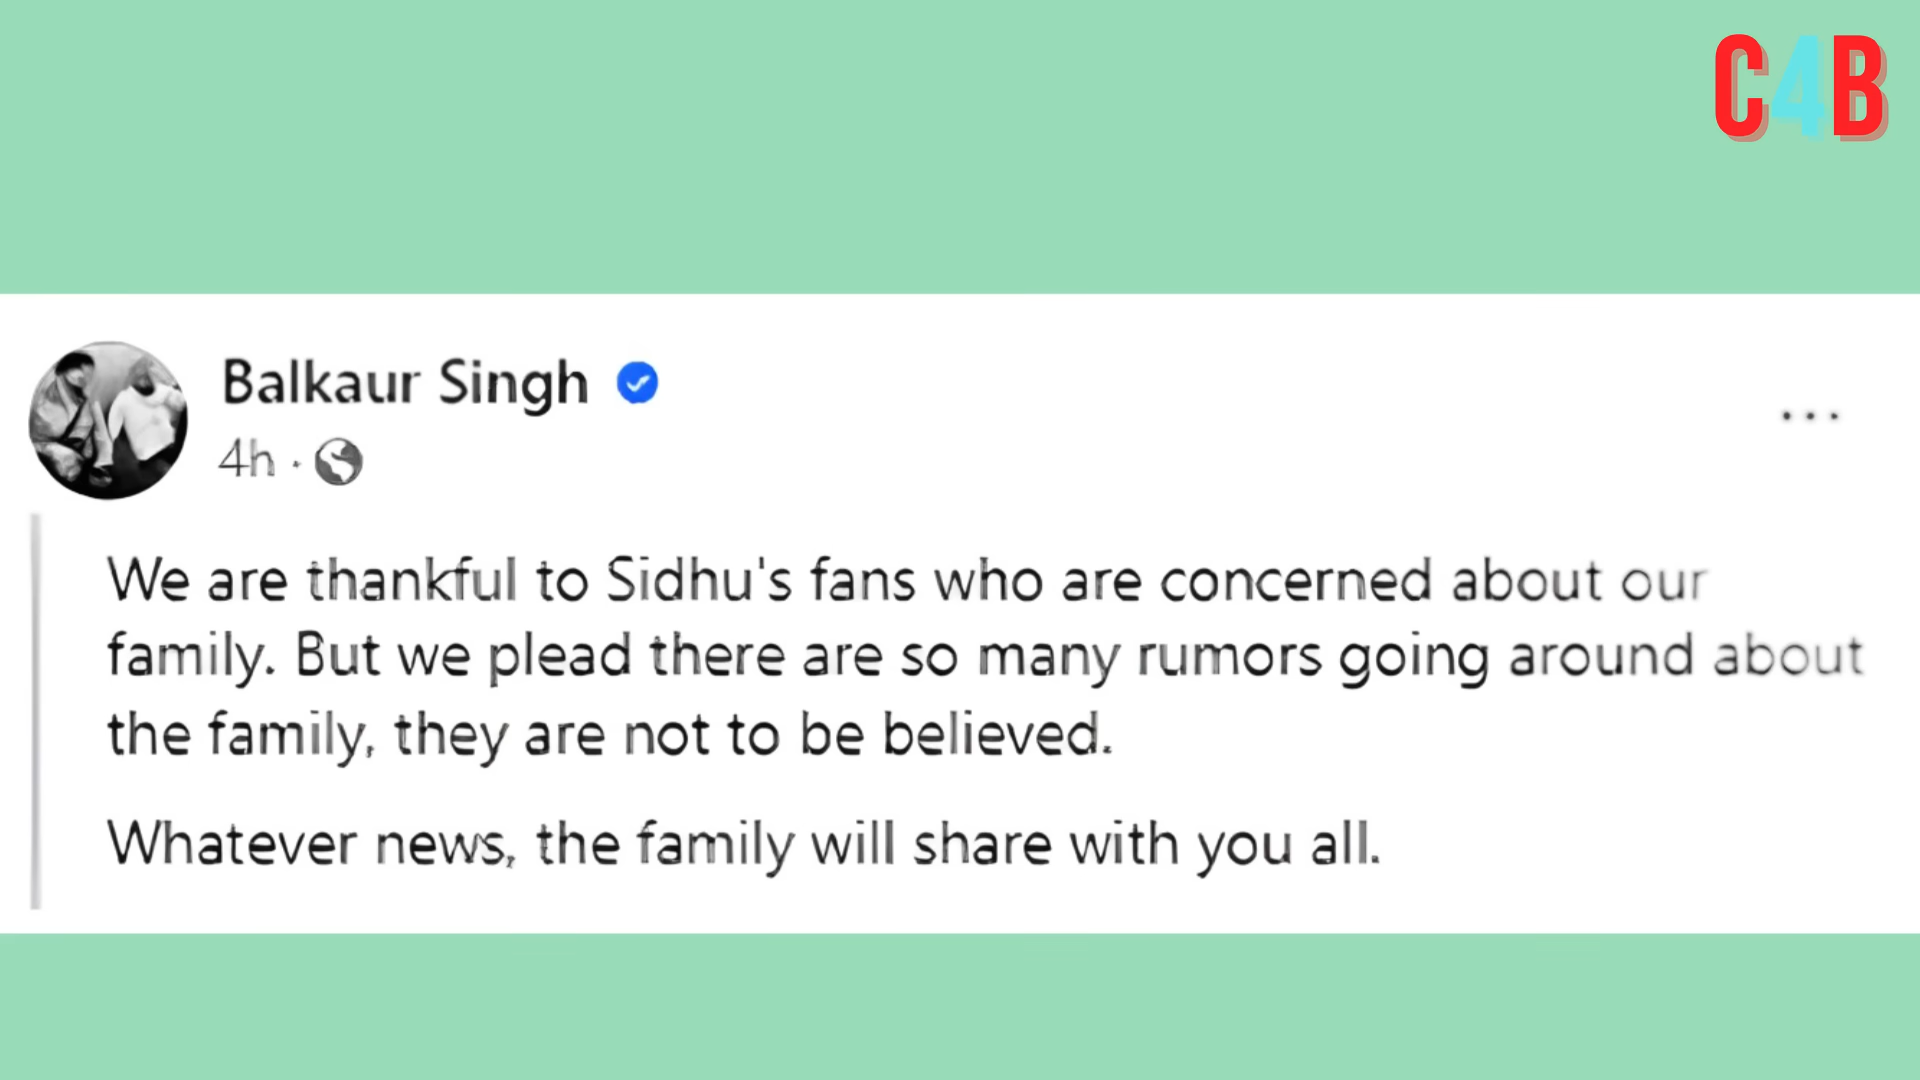 C4B
Balkaur Singh
4h ·
...
We are thankful to Sidhu's fans who are concerned about our
family. But we plead there are so many rumors going around about
the family, they are not to be believed.
Whatever news, the family will share with you all.